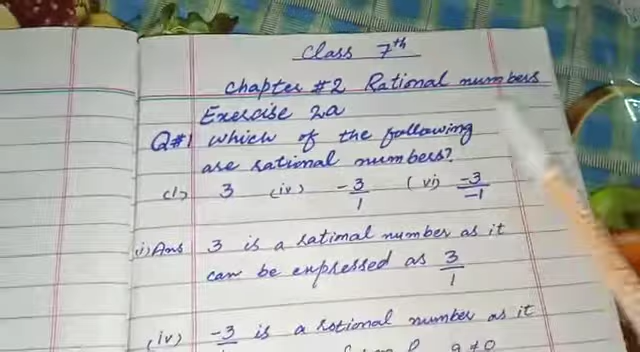 Class 7th
Chapter #2 Rational numbers
Exercise 2a
Q#1 which of the following
are rational numbers?
(i) 3 (iv) -3/1 (vi) -3/-1
(i) Ans 3 is a rational number as it
can be expressed as 3/1
(iv) -3/ is a rational number as it
P q≠0